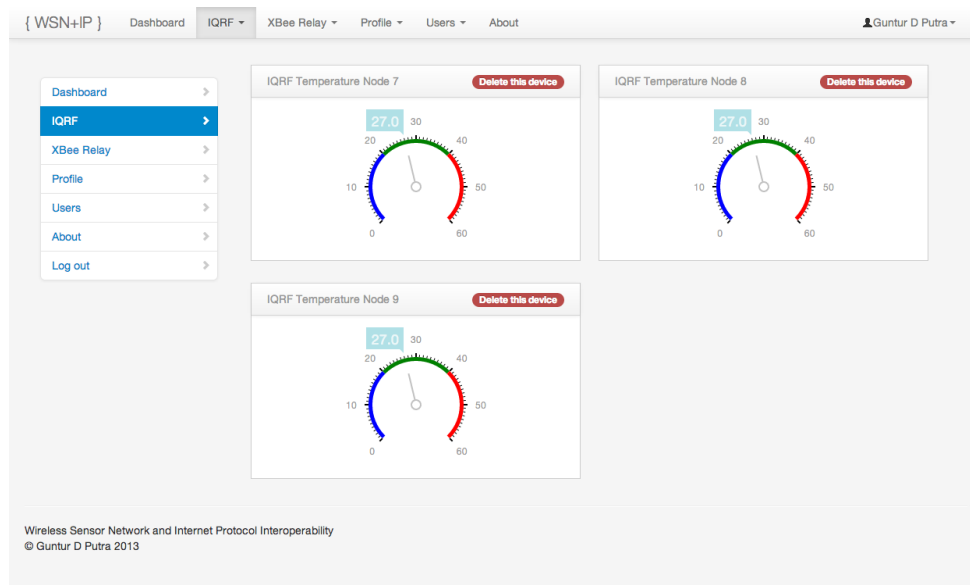 { WSN+IP } Dashboard IQRF XBee Relay Profile Users About Guntur D Putra
Dashboard
IQRF
XBee Relay
Profile
Users
About
Log out
IQRF Temperature Node 7 Delete this device
27.0
0
10
20
30
40
50
60
IQRF Temperature Node 8 Delete this device
27.0
0
10
20
30
40
50
60
IQRF Temperature Node 9 Delete this device
27.0
0
10
20
30
40
50
60
Wireless Sensor Network and Internet Protocol Interoperability
© Guntur D Putra 2013